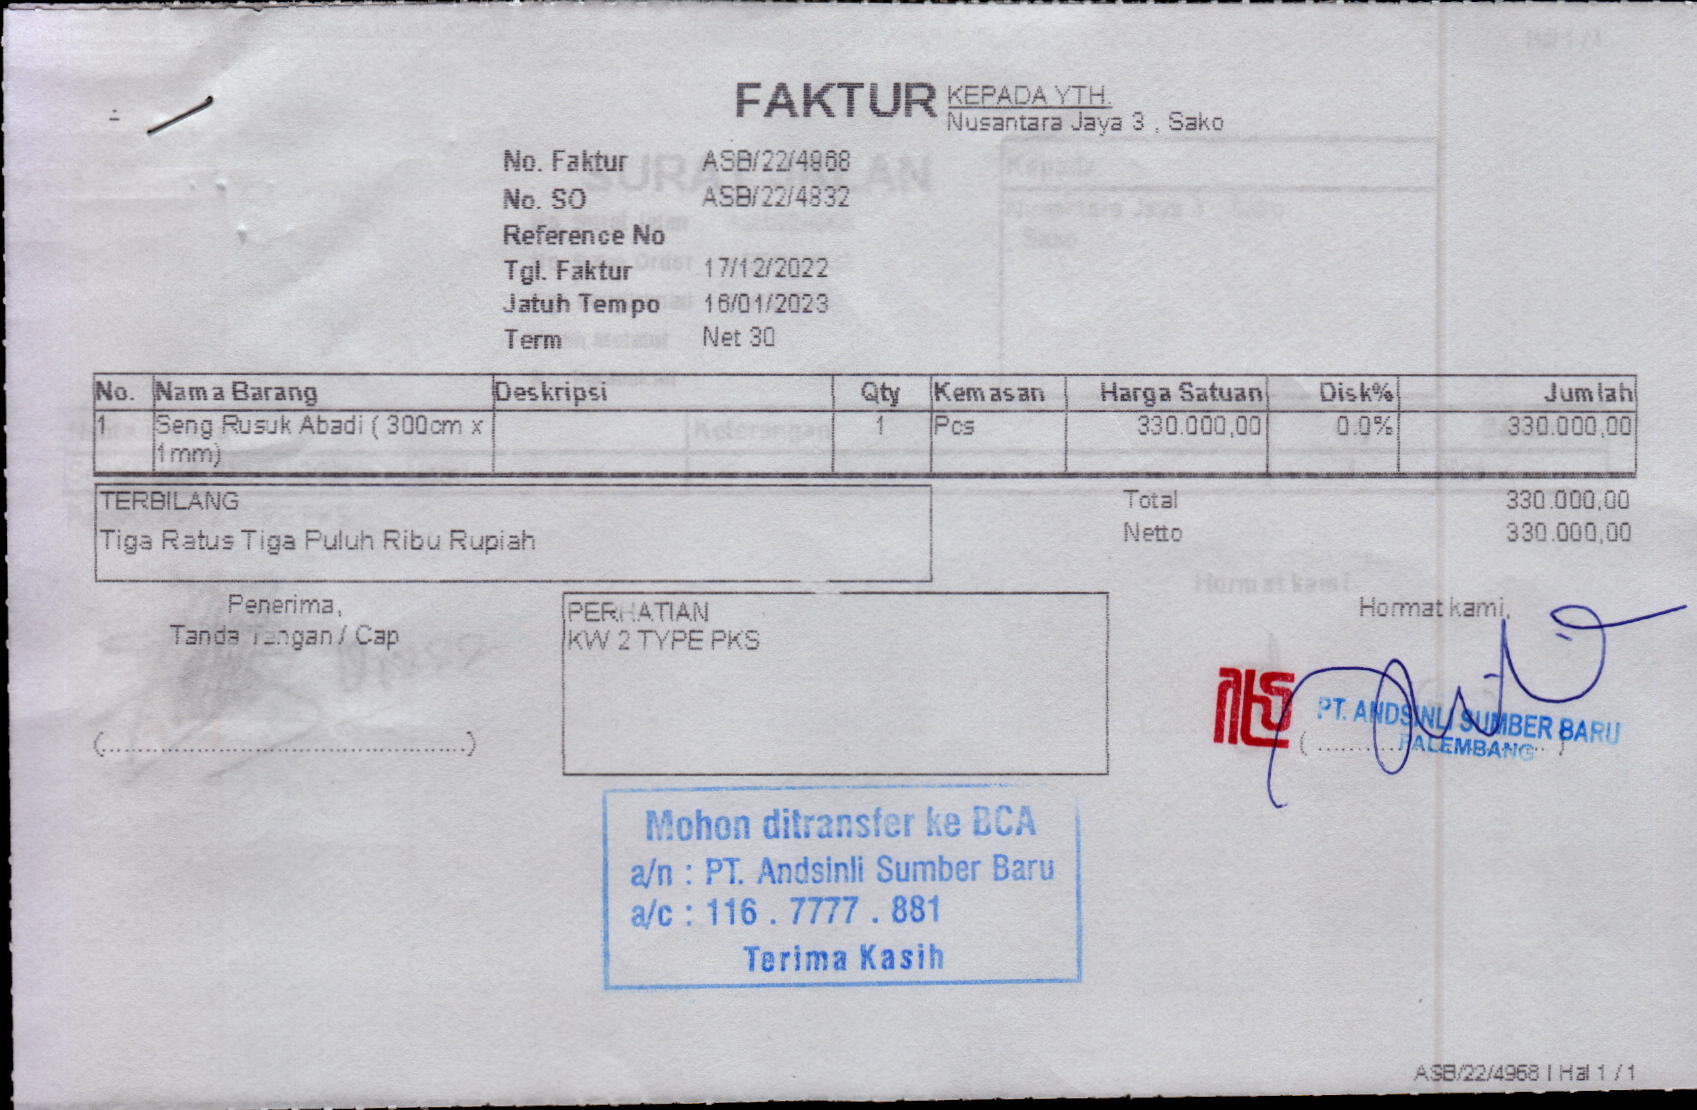 FAKTUR
KEPADA YTH.
Nusantara Jaya 3 , Sako
No. Faktur ASB/22/4968
No. SO ASB/22/4832
Reference No
Tgl. Faktur 17/12/2022
Jatuh Tempo 16/01/2023
Term Net 30
No. Nama Barang Deskripsi Qty Kemasan Harga Satuan Disk% Jumlah
1 Seng Rusuk Abadi ( 300cm x 1 Pcs 330.000,00 0.0% 330.000,00
1mm)
TERBILANG
Tiga Ratus Tiga Puluh Ribu Rupiah
Total 330.000,00
Netto 330.000,00
Penerima,
Tanda Tangan / Cap
(..............................................)
PERHATIAN
KW 2 TYPE PKS
Hormat kami,
PT. ANDSINLI SUMBER BARU
PALEMBANG
Mohon ditransfer ke BCA
a/n : PT. Andsinli Sumber Baru
a/c : 116 . 7777 . 881
Terima Kasih
ASB/22/4968 | Hal 1 / 1